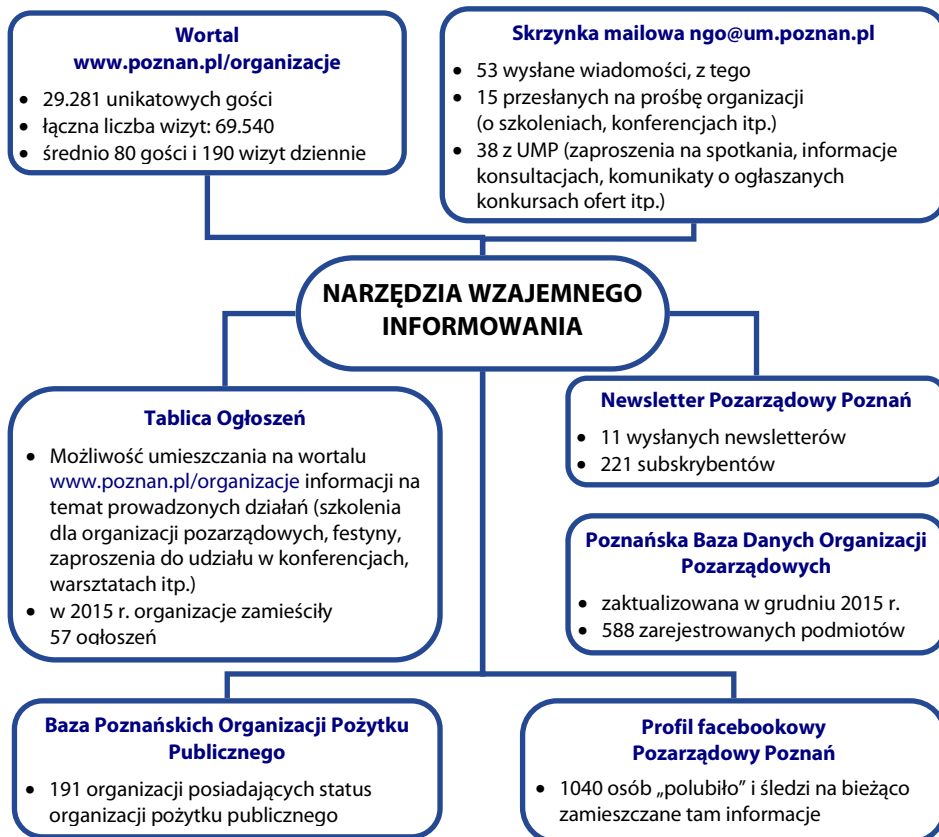 Wortal
www.poznan.pl/organizacje
• 29.281 unikatowych gości
• łączna liczba wizyt: 69.540
• średnio 80 gości i 190 wizyt dziennie
Skrzynka mailowa ngo@um.poznan.pl
• 53 wysłane wiadomości, z tego
• 15 przesłanych na prośbę organizacji
(o szkoleniach, konferencjach itp.)
• 38 z UMP (zaproszenia na spotkania, informacje
konsultacjach, komunikaty o ogłaszanych
konkursach ofert itp.)
NARZĘDZIA WZAJEMNEGO
INFORMOWANIA
Tablica Ogłoszeń
• Możliwość umieszczania na wortalu
www.poznan.pl/organizacje informacji na
temat prowadzonych działań (szkolenia
dla organizacji pozarządowych, festyny,
zaproszenia do udziału w konferencjach,
warsztatach itp.)
• w 2015 r. organizacje zamieściły
57 ogłoszeń
Newsletter Pozarządowy Poznań
• 11 wysłanych newsletterów
• 221 subskrybentów
Poznańska Baza Danych Organizacji
Pozarządowych
• zaktualizowana w grudniu 2015 r.
• 588 zarejestrowanych podmiotów
Baza Poznańskich Organizacji Pożytku
Publicznego
• 191 organizacji posiadających status
organizacji pożytku publicznego
Profil facebookowy
Pozarządowy Poznań
• 1040 osób „polubiło” i śledzi na bieżąco
zamieszczane tam informacje